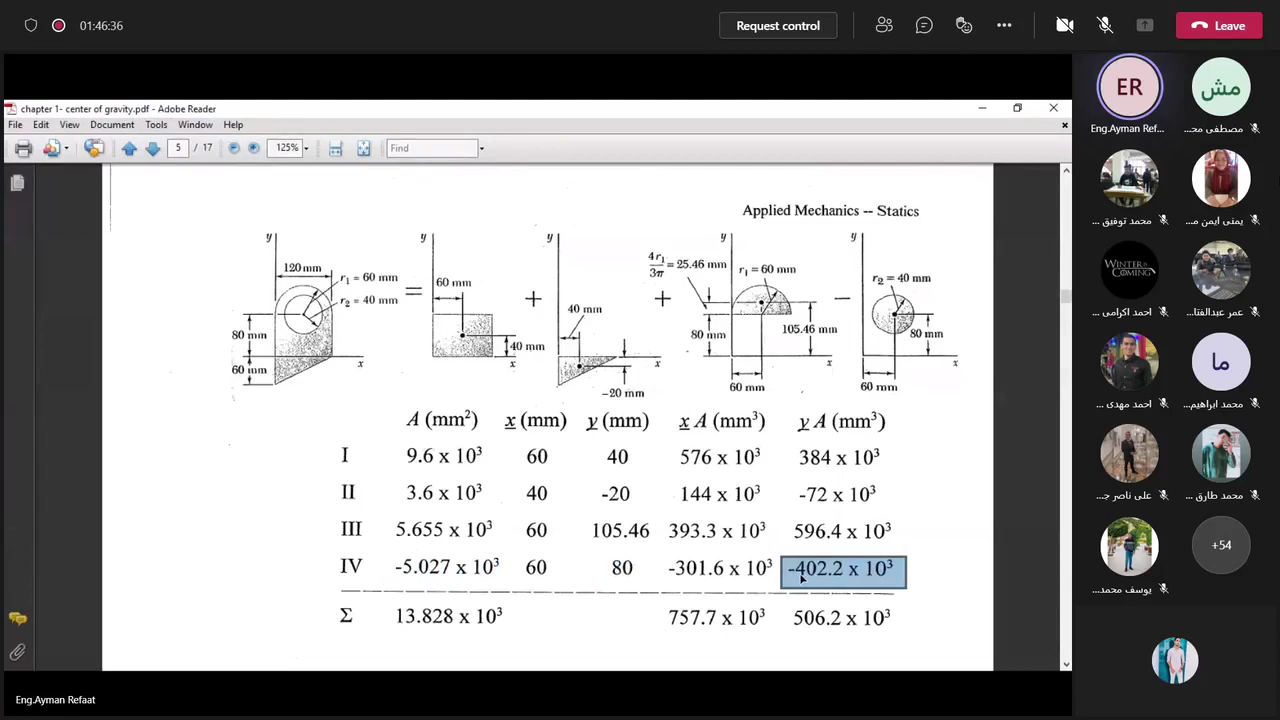 01:46:36
Request control
Leave
chapter 1- center of gravity.pdf - Adobe Reader
File Edit View Document Tools Window Help
5 / 17 125% Find
Applied Mechanics -- Statics
y
120mm
r₁ = 60 mm
r₂ = 40 mm
80 mm
60 mm
x
=
y
60 mm
40 mm
x
+
y
40 mm
x
−20 mm
+
4r₁/3π = 25.46 mm
y
r₁ = 60 mm
80 mm
105.46 mm
60 mm
x
−
y
r₂ = 40 mm
80 mm
60 mm
x
A (mm²) x (mm) y (mm) x A (mm³) y A (mm³)
I 9.6 x 10³ 60 40 576 x 10³ 384 x 10³
II 3.6 x 10³ 40 -20 144 x 10³ -72 x 10³
III 5.655 x 10³ 60 105.46 393.3 x 10³ 596.4 x 10³
IV -5.027 x 10³ 60 80 -301.6 x 10³ -402.2 x 10³
Σ 13.828 x 10³ 757.7 x 10³ 506.2 x 10³
Eng.Ayman Refaat
ER
Eng.Ayman Refa...
مش
مصطفى مح...
محمد توفيق ...
يمنى ايمن م...
WINTER IS COMING
احمد اكرامى ...
عمر عبدالفتا...
احمد مهدى ...
ما
محمد ابراهيم...
على ناصر ج...
محمد طارق ...
يوسف محمد...
+54